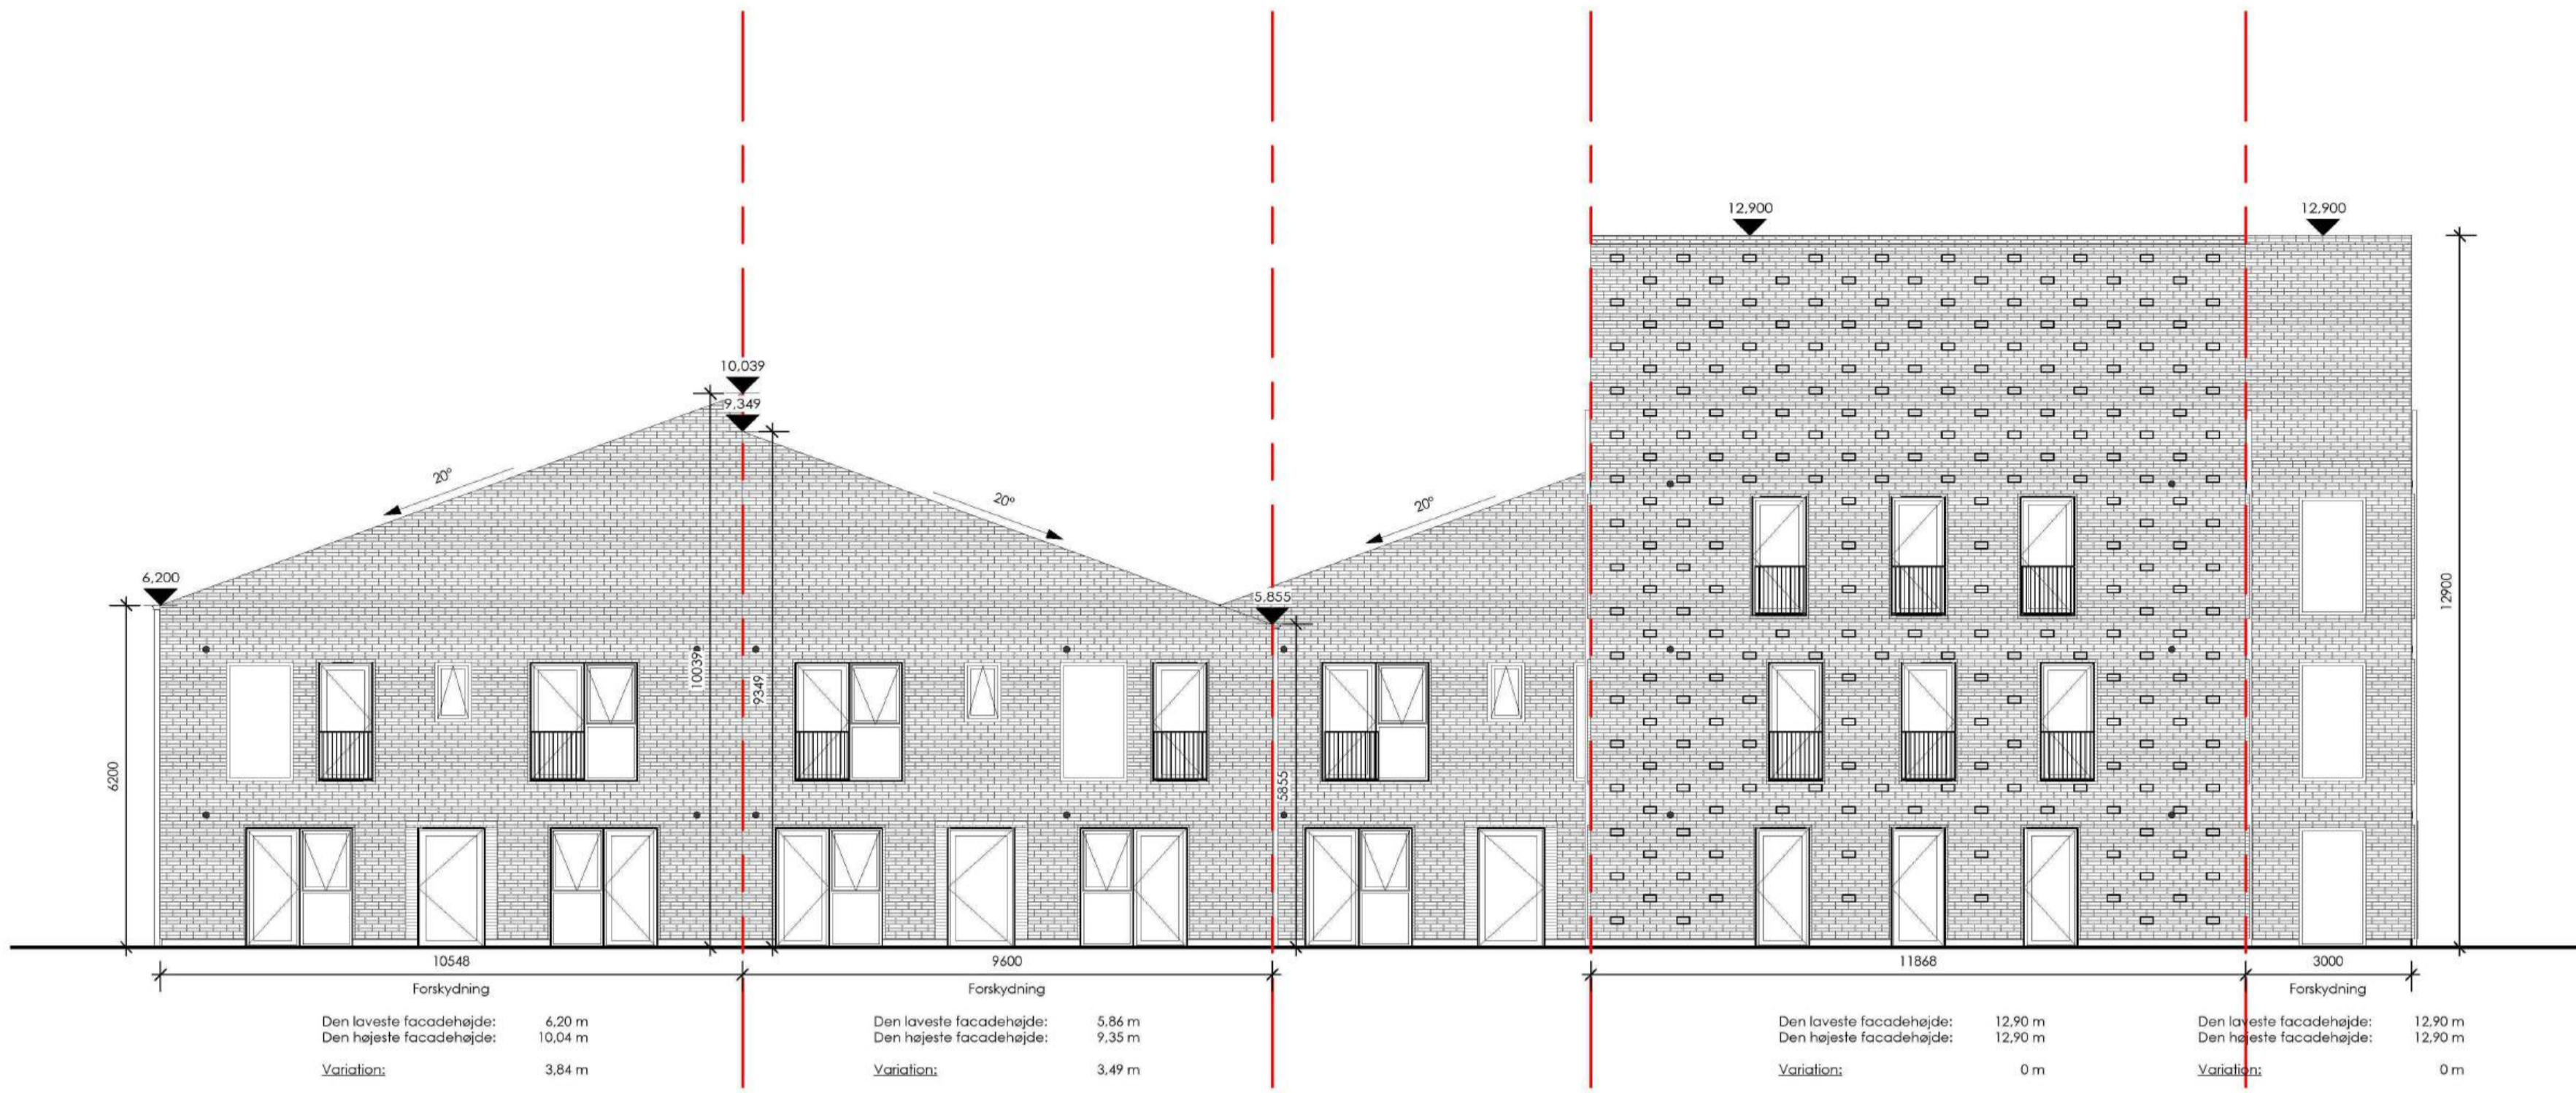 12,900
12,900
10,039
9,349
20°
20°
20°
6,200
5,855
12900
10039
9349
6200
5855
10548
9600
11868
3000
Forskydning
Forskydning
Forskydning
Den laveste facadehøjde: 6,20 m
Den højeste facadehøjde: 10,04 m
Variation: 3,84 m
Den laveste facadehøjde: 5,86 m
Den højeste facadehøjde: 9,35 m
Variation: 3,49 m
Den laveste facadehøjde: 12,90 m
Den højeste facadehøjde: 12,90 m
Variation: 0 m
Den laveste facadehøjde: 12,90 m
Den højeste facadehøjde: 12,90 m
Variation: 0 m